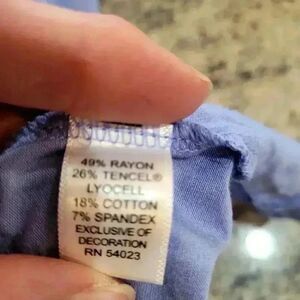 49% RAYON
26% TENCEL®
LYOCELL
18% COTTON
7% SPANDEX
EXCLUSIVE OF
DECORATION
RN 54023